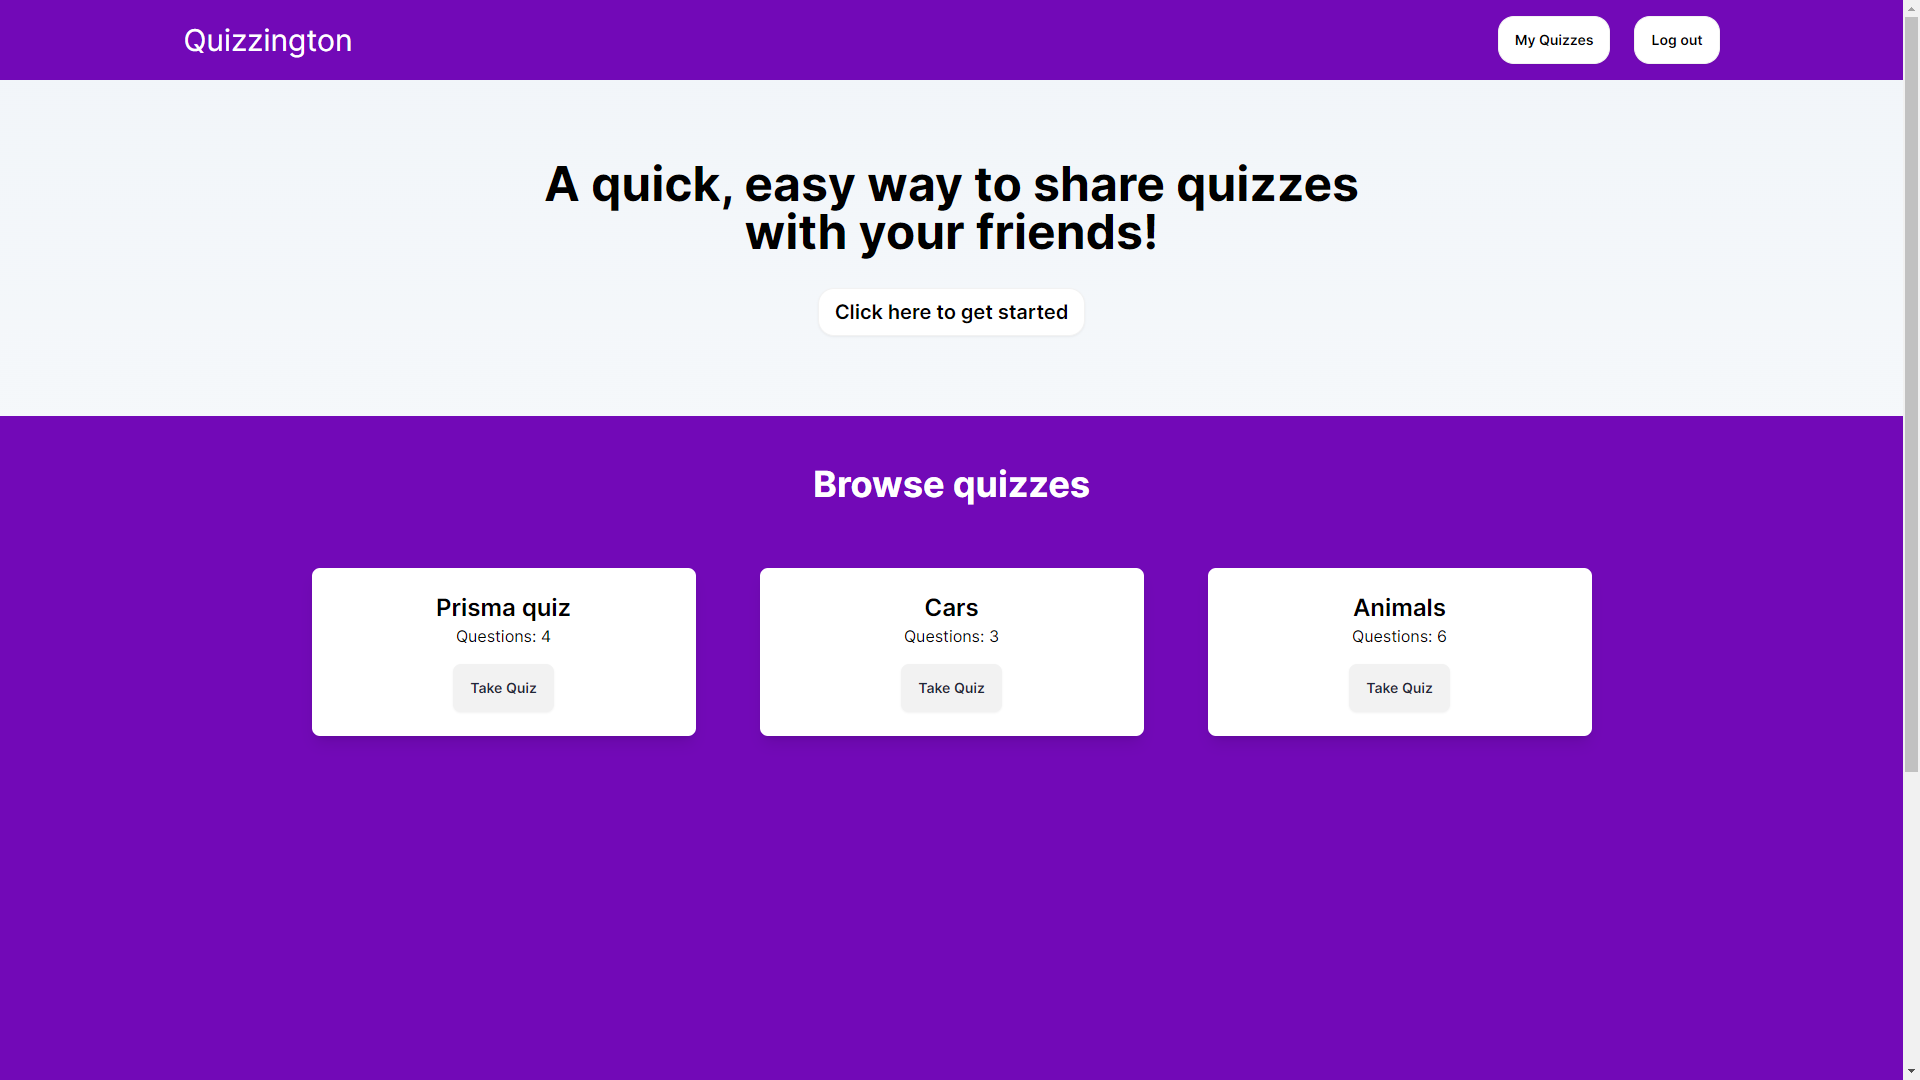 Quizzington
My Quizzes
Log out
A quick, easy way to share quizzes
with your friends!
Click here to get started
Browse quizzes
Prisma quiz
Questions: 4
Take Quiz
Cars
Questions: 3
Take Quiz
Animals
Questions: 6
Take Quiz